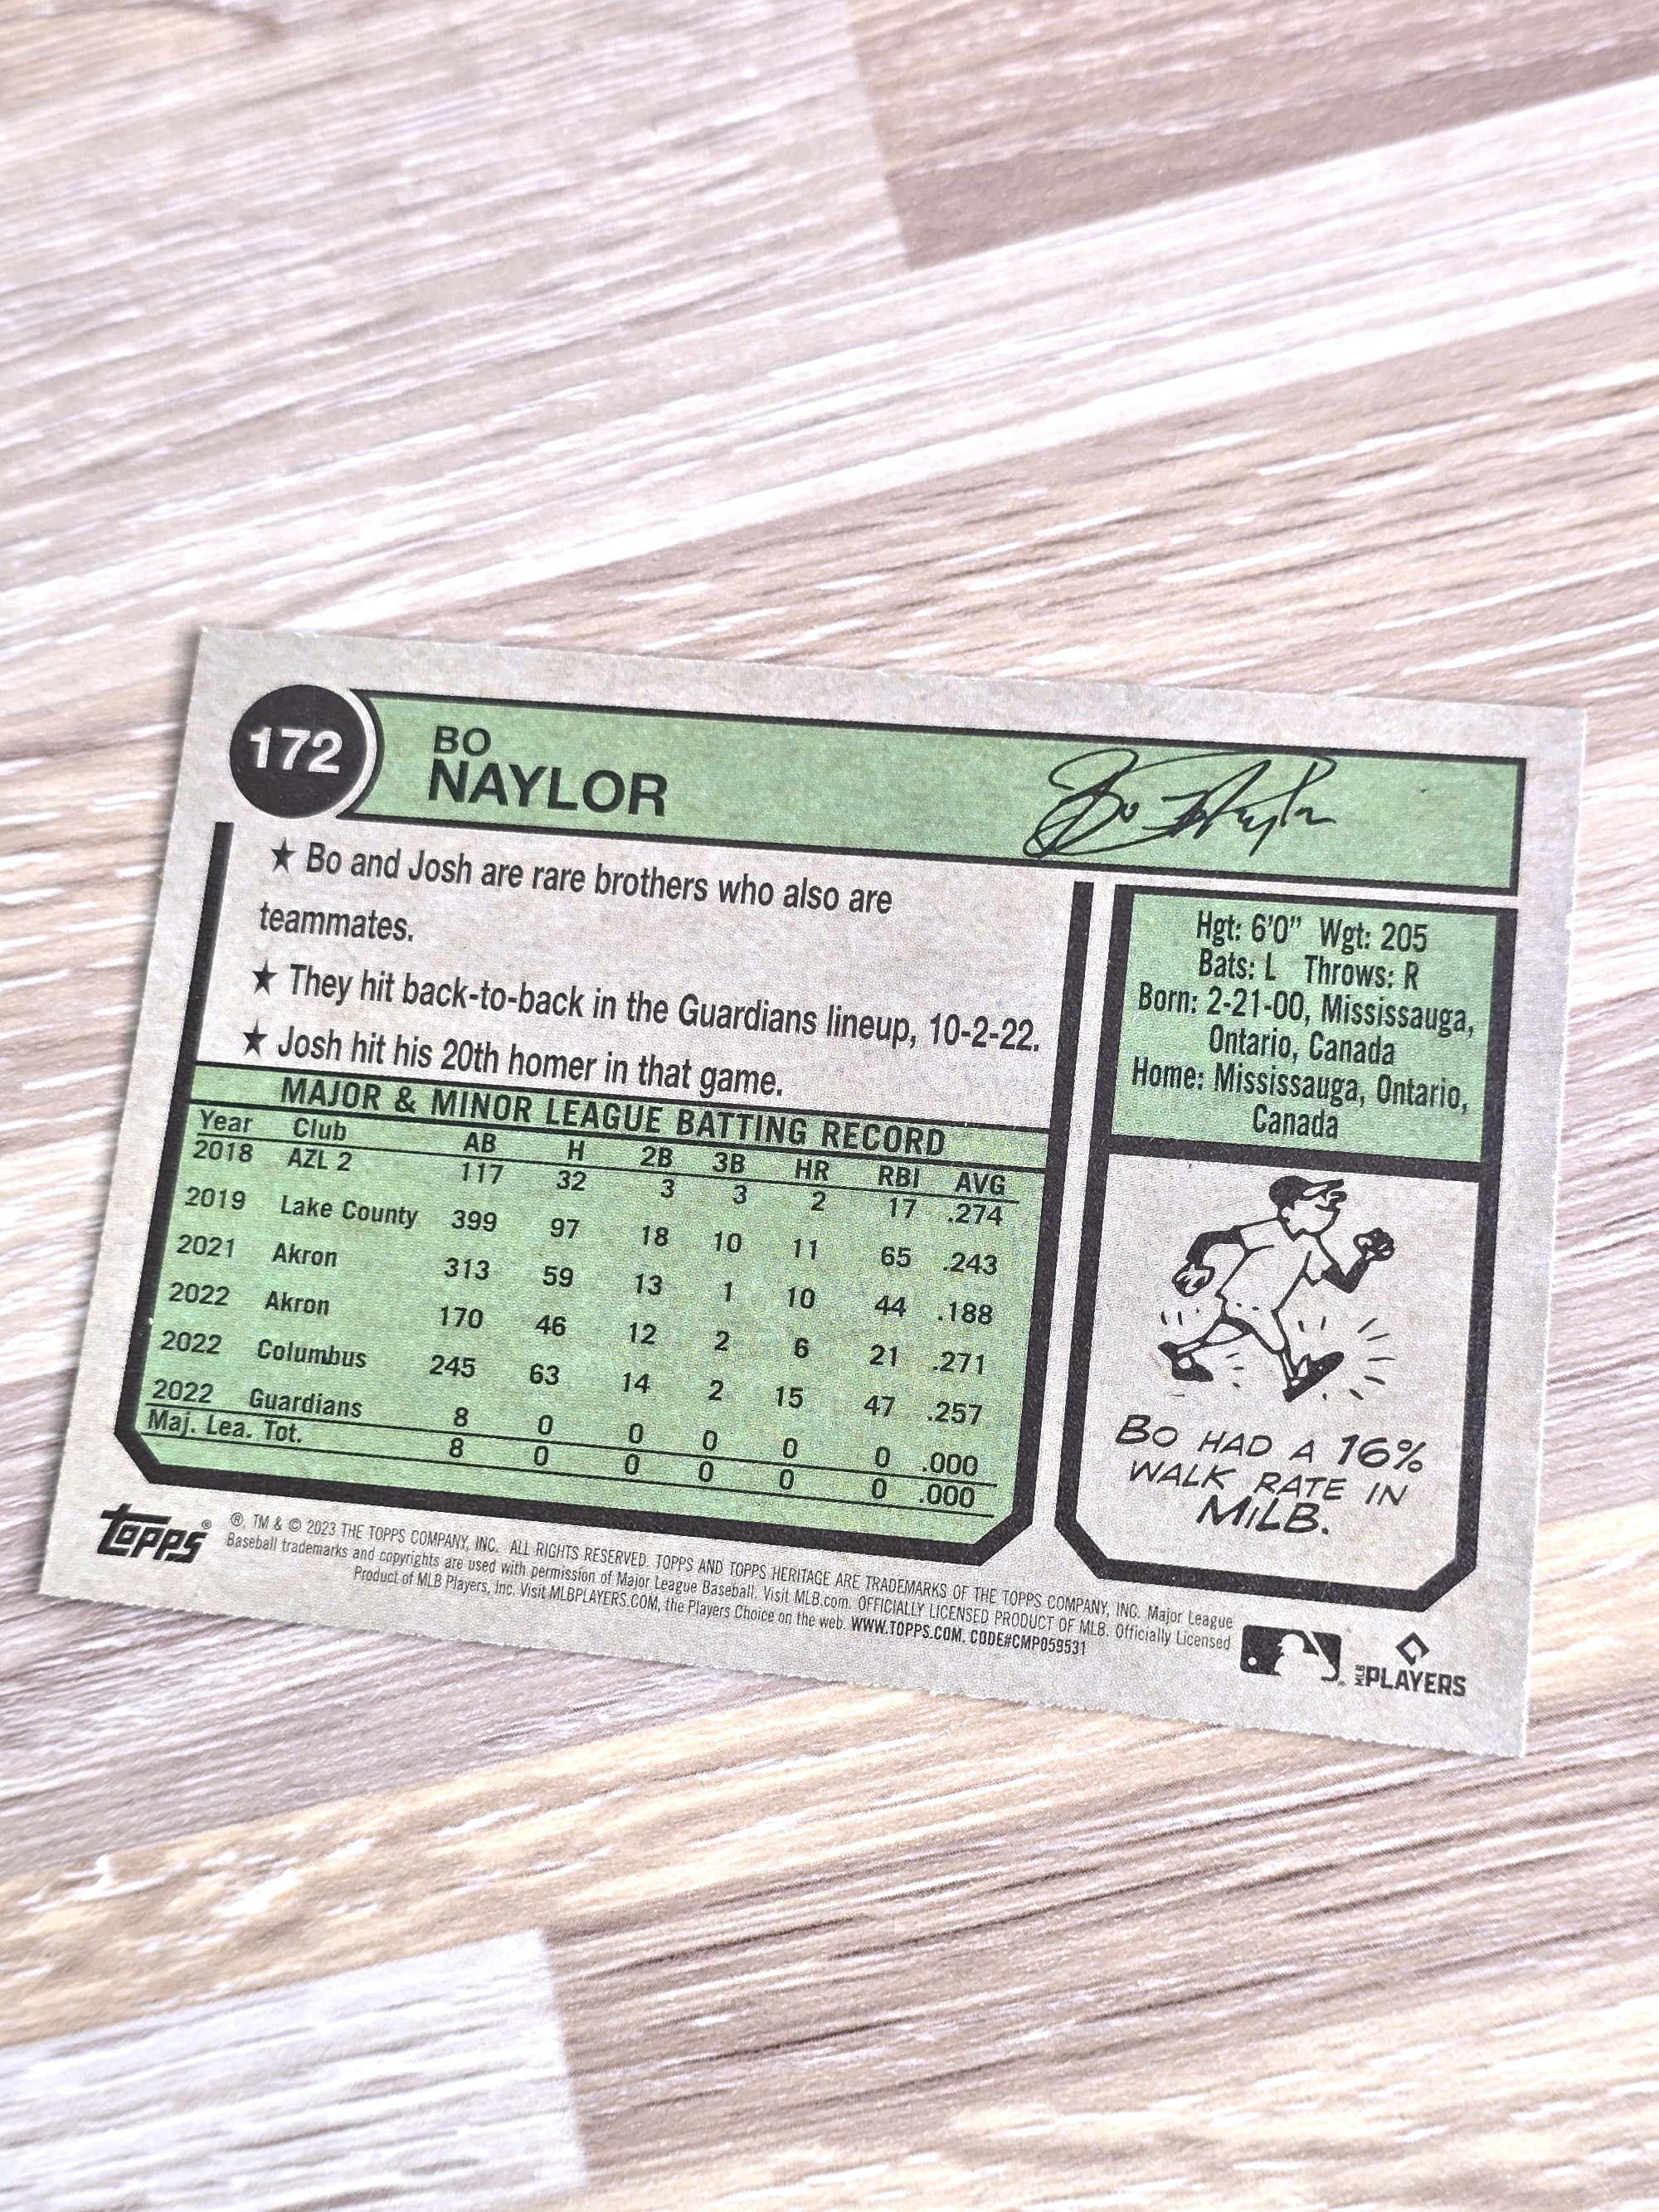 172
BO
NAYLOR
Bo Naylor
★ Bo and Josh are rare brothers who also are
teammates.
★ They hit back-to-back in the Guardians lineup, 10-2-22.
★ Josh hit his 20th homer in that game.
MAJOR & MINOR LEAGUE BATTING RECORD
Year Club AB H 2B 3B HR RBI AVG
2018 AZL 2 117 32 3 3 2 17 .274
2019 Lake County 399 97 18 10 11 65 .243
2021 Akron 313 59 13 1 10 44 .188
2022 Akron 170 46 12 2 6 21 .271
2022 Columbus 245 63 14 2 15 47 .257
2022 Guardians 8 0 0 0 0 0 .000
Maj. Lea. Tot. 8 0 0 0 0 0 .000
Hgt: 6'0” Wgt: 205
Bats: L Throws: R
Born: 2-21-00, Mississauga,
Ontario, Canada
Home: Mississauga, Ontario,
Canada
BO HAD A 16%
WALK RATE IN
MiLB.
topps®
®, TM & © 2023 THE TOPPS COMPANY, INC. ALL RIGHTS RESERVED. TOPPS AND TOPPS HERITAGE ARE TRADEMARKS OF THE TOPPS COMPANY, INC. Major League
Baseball trademarks and copyrights are used with permission of Major League Baseball. Visit MLB.com. OFFICIALLY LICENSED PRODUCT OF MLB. Officially Licensed
Product of MLB Players, Inc. Visit MLBPLAYERS.COM, the Players Choice on the web. WWW.TOPPS.COM. CODE#CMP059531
MLB PLAYERS